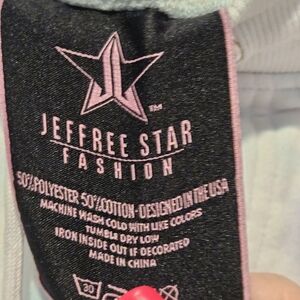 ™
JEFFREE STAR
FASHION
50% POLYESTER 50% COTTON - DESIGNED IN THE USA
MACHINE WASH COLD WITH LIKE COLORS
TUMBLE DRY LOW
IRON INSIDE OUT IF DECORATED
MADE IN CHINA
30